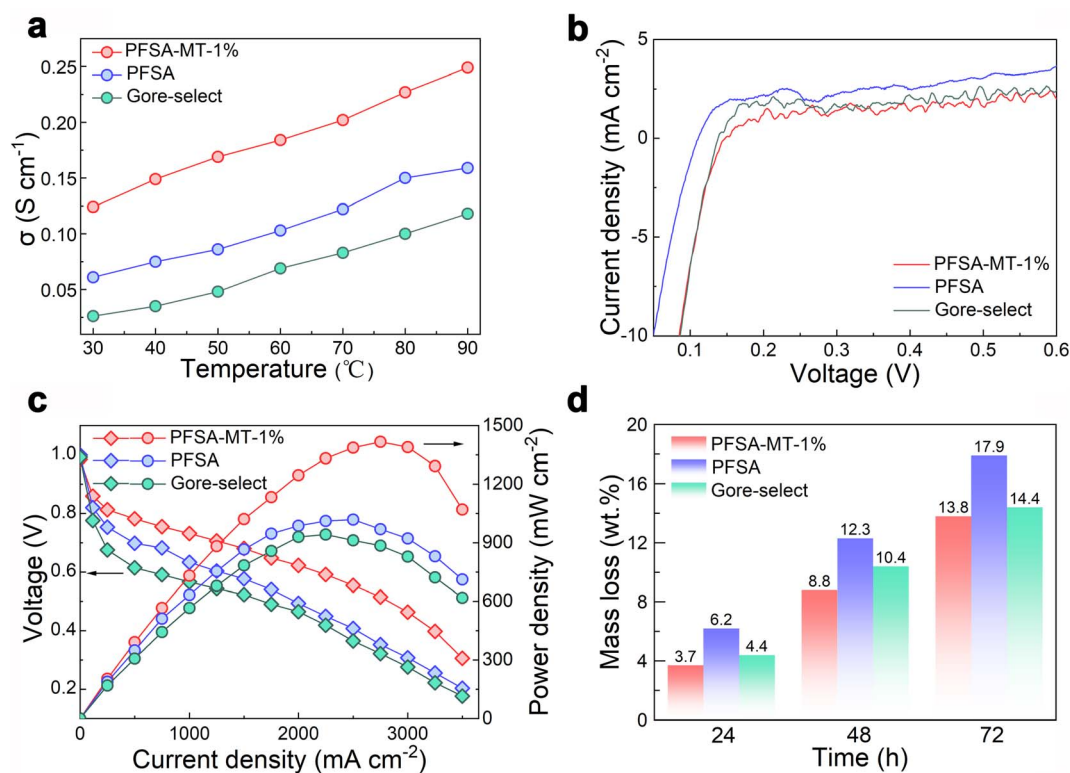 a
PFSA-MT-1%
PFSA
Gore-select
0.25
0.20
0.15
0.10
0.05
σ (S cm⁻¹)
30 40 50 60 70 80 90
Temperature (℃)
b
5
0
-5
-10
Current density (mA cm⁻²)
PFSA-MT-1%
PFSA
Gore-select
0.1 0.2 0.3 0.4 0.5 0.6
Voltage (V)
c
PFSA-MT-1%
PFSA
Gore-select
1.0
0.8
0.6
0.4
0.2
Voltage (V)
1500
1200
900
600
300
0
Power density (mW cm⁻²)
0 1000 2000 3000
Current density (mA cm⁻²)
d
PFSA-MT-1%
PFSA
Gore-select
20
16
12
8
4
0
Mass loss (wt.%)
3.7 6.2 4.4
8.8 12.3 10.4
13.8 17.9 14.4
24 48 72
Time (h)